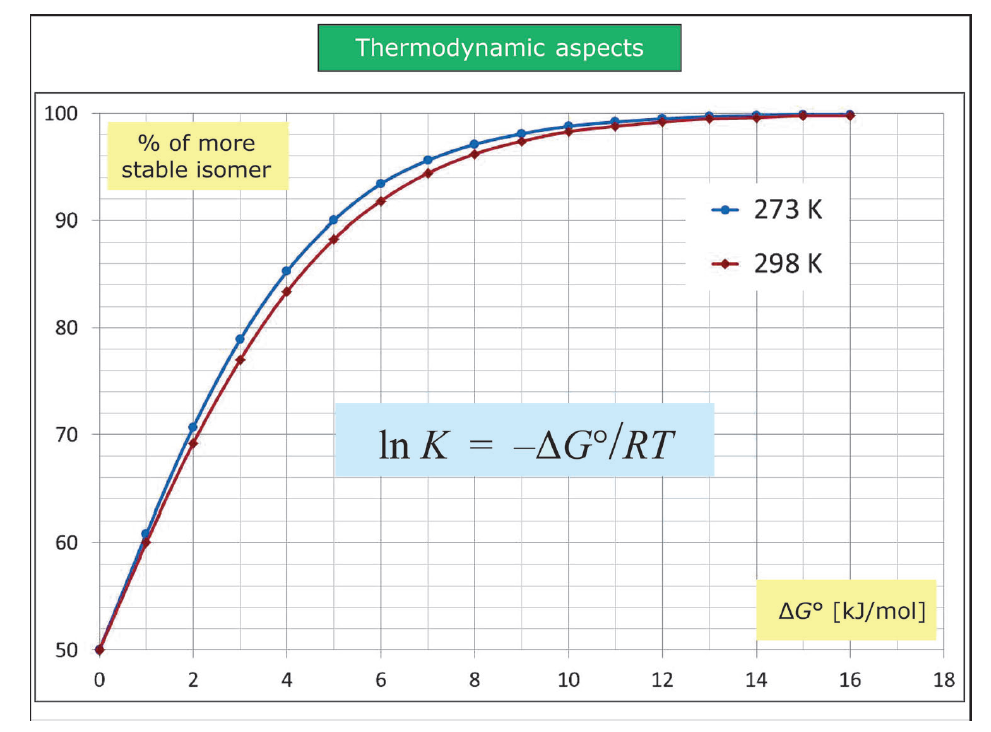 Thermodynamic aspects
100
% of more
stable isomer
90
273 K
298 K
80
70
ln K = –ΔG°/RT
60
ΔG° [kJ/mol]
50
0 2 4 6 8 10 12 14 16 18